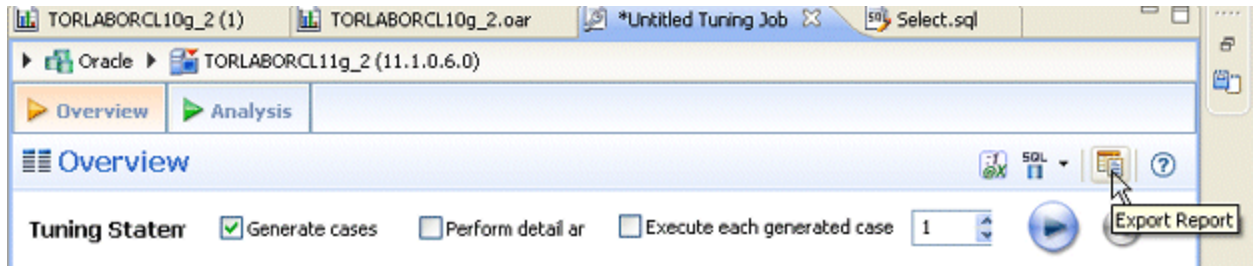 TORLABORCL10g_2 (1) TORLABORCL10g_2.oar *Untitled Tuning Job Select.sql
Oracle TORLABORCL11g_2 (11.1.0.6.0)
Overview Analysis
Overview SQL
Tuning Statem Generate cases Perform detail ar Execute each generated case 1
Export Report